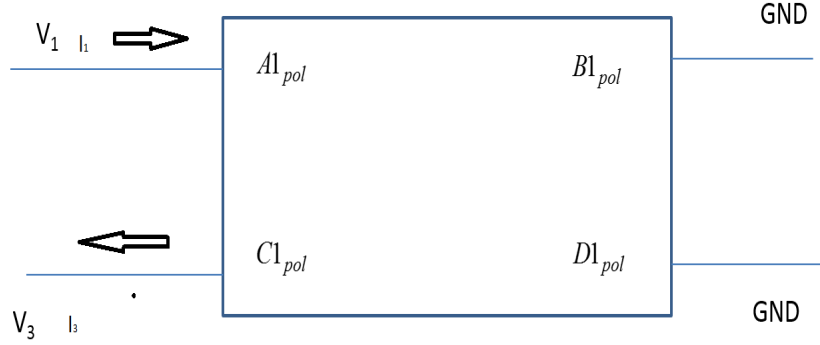 V₁ I₁ GND
A1pol B1pol
C1pol D1pol
V₃ I₃ GND